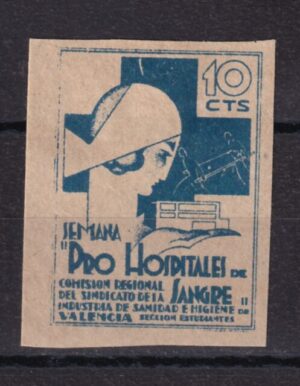 10
CTS
SEMANA
"PRO HOSPITALES DE
COMISION REGIONAL
DEL SINDICATO DE LA SANGRE"
INDUSTRIA DE SANIDAD E HIGIENE DE
VALENCIA SECCION ESTUDIANTES